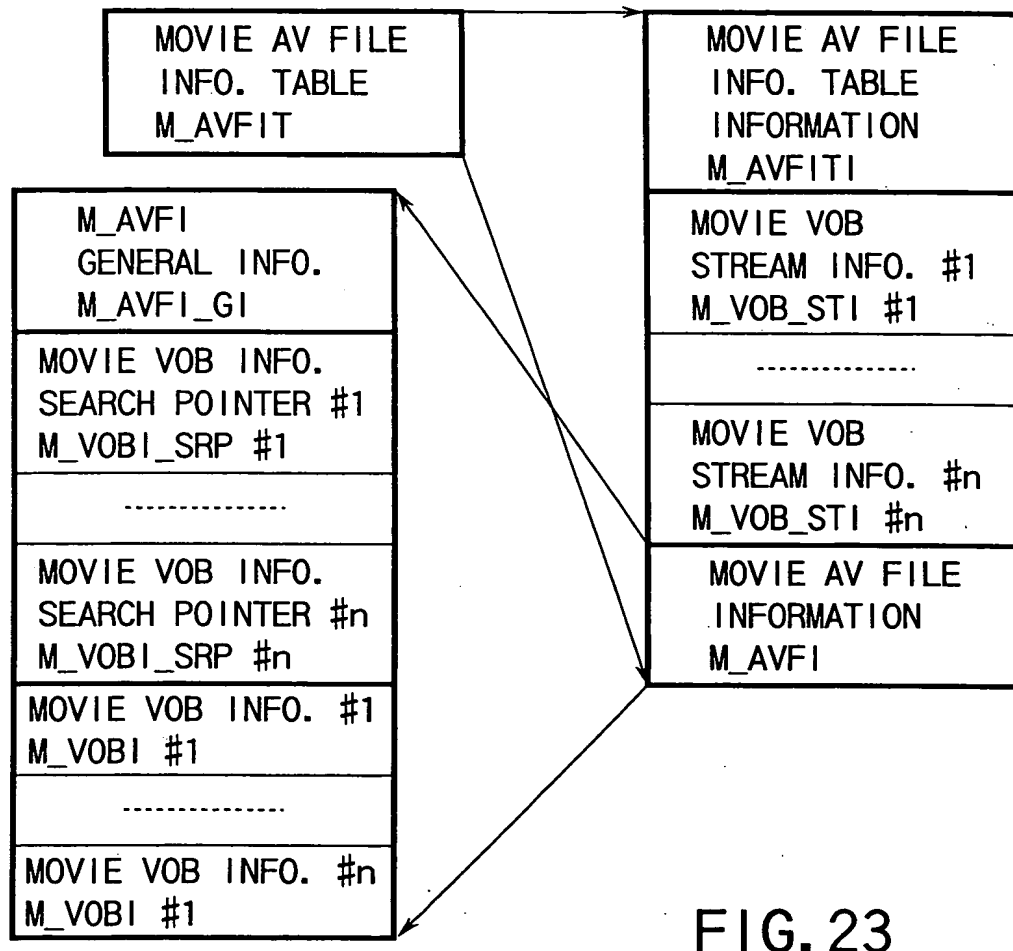 MOVIE AV FILE
INFO. TABLE
M_AVFIT
MOVIE AV FILE
INFO. TABLE
INFORMATION
M_AVFITI
MOVIE VOB
STREAM INFO. #1
M_VOB_STI #1
MOVIE VOB
STREAM INFO. #n
M_VOB_STI #n
MOVIE AV FILE
INFORMATION
M_AVFI
M_AVFI
GENERAL INFO.
M_AVFI_GI
MOVIE VOB INFO.
SEARCH POINTER #1
M_VOBI_SRP #1
MOVIE VOB INFO.
SEARCH POINTER #n
M_VOBI_SRP #n
MOVIE VOB INFO. #1
M_VOBI #1
MOVIE VOB INFO. #n
M_VOBI #1
FIG. 23